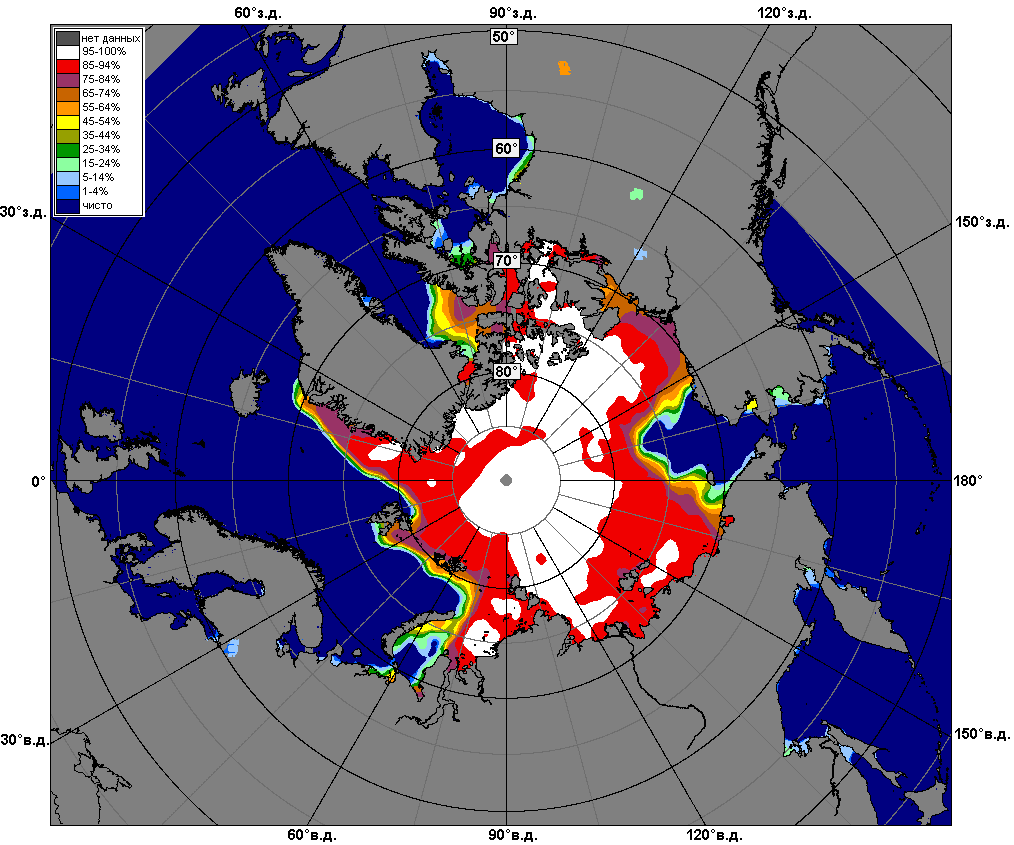 60°з.д.
90°з.д.
120°з.д.
50°
нет данных
95-100%
85-94%
75-84%
65-74%
55-64%
45-54%
35-44%
25-34%
15-24%
5-14%
1-4%
чисто
60°
30°з.д.
150°з.д.
70°
80°
0°
180°
30°в.д.
150°в.д.
60°в.д.
90°в.д.
120°в.д.